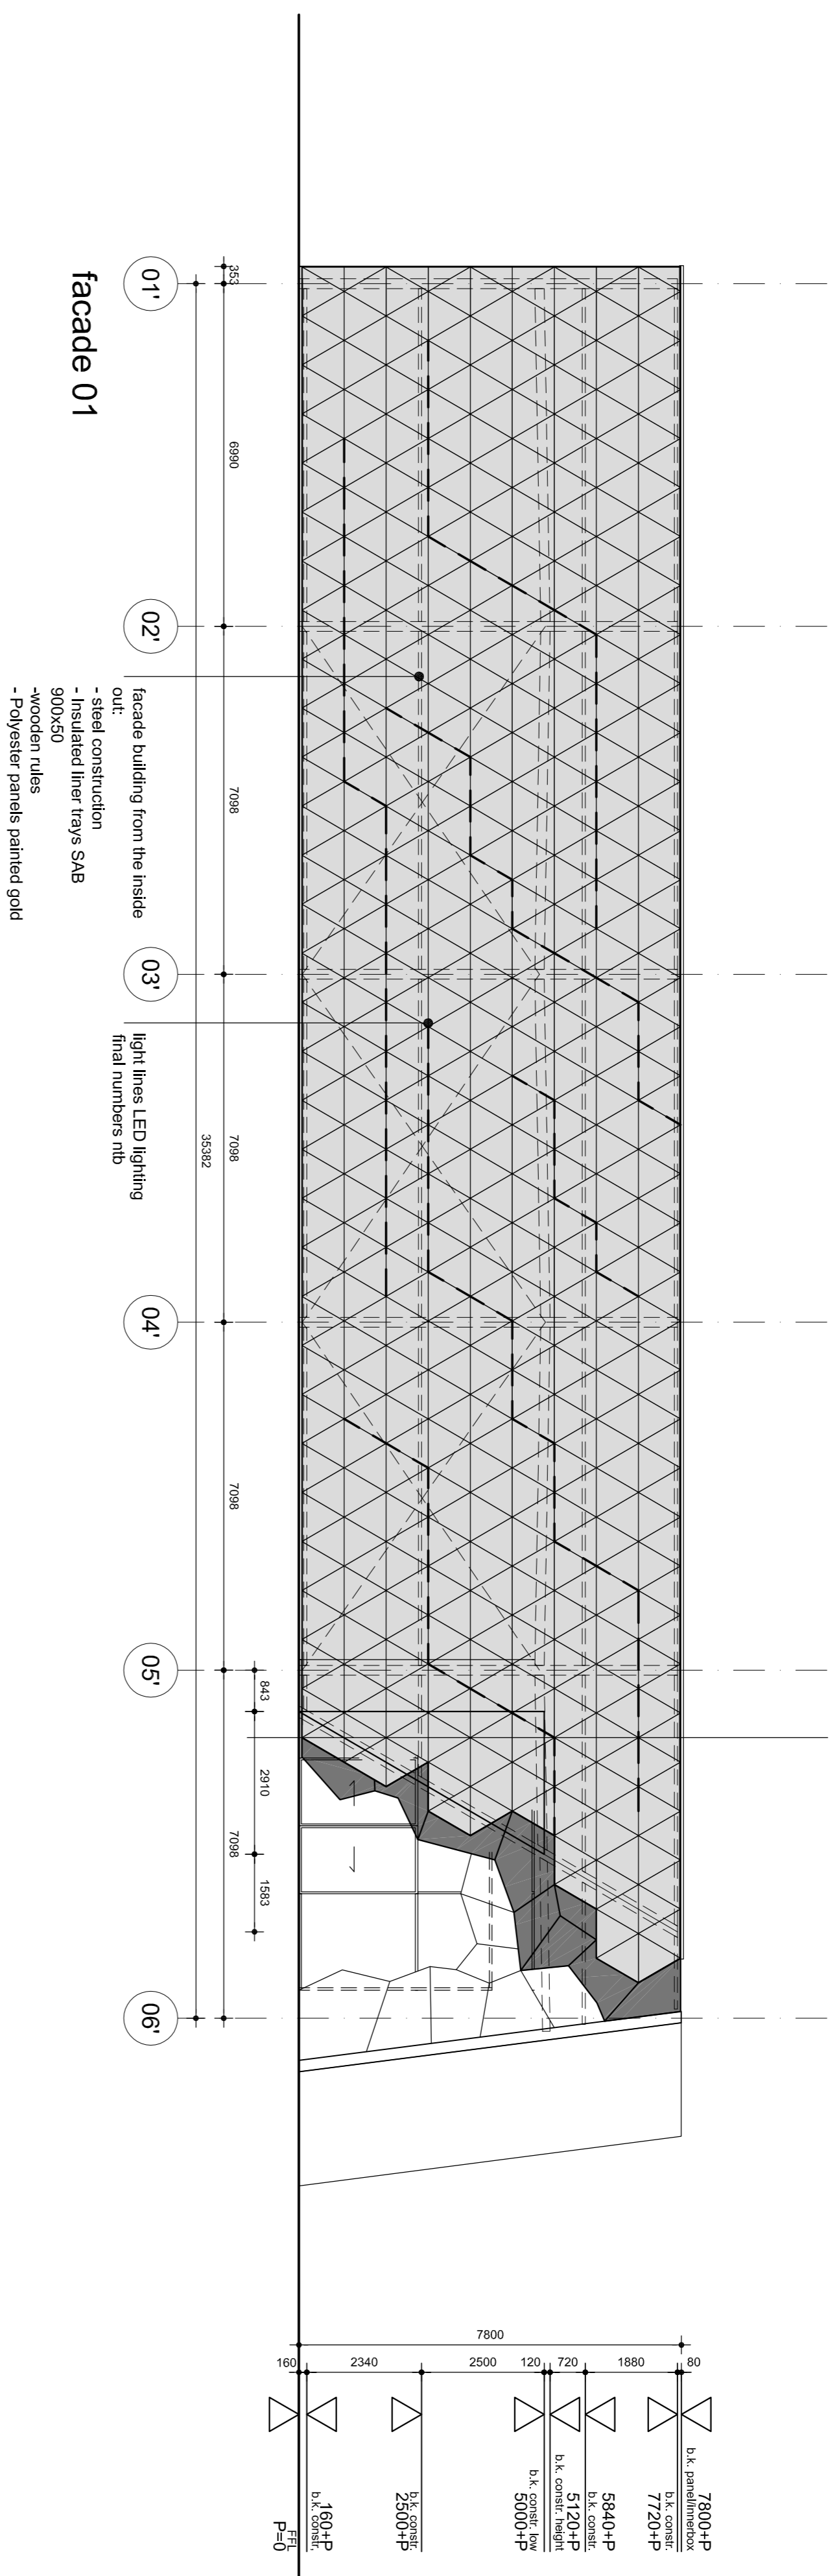 7800+P
b.k. panel/innerbox
b.k. constr.
7720+P
5840+P
b.k. constr.
5120+P
b.k. constr. height
b.k. constr. low
5000+P
b.k. constr.
2500+P
160+P
b.k. constr.
FFL
P=0
7800
80
1880
720
120
2500
2340
160
353
6990
7098
7098
7098
843
2910
1583
7098
35382
01'
02'
03'
04'
05'
06'
facade building from the inside
out:
- steel construction
- Insulated liner trays SAB
900x50
-wooden rules
- Polyester panels painted gold
light lines LED lighting
final numbers ntb
facade 01